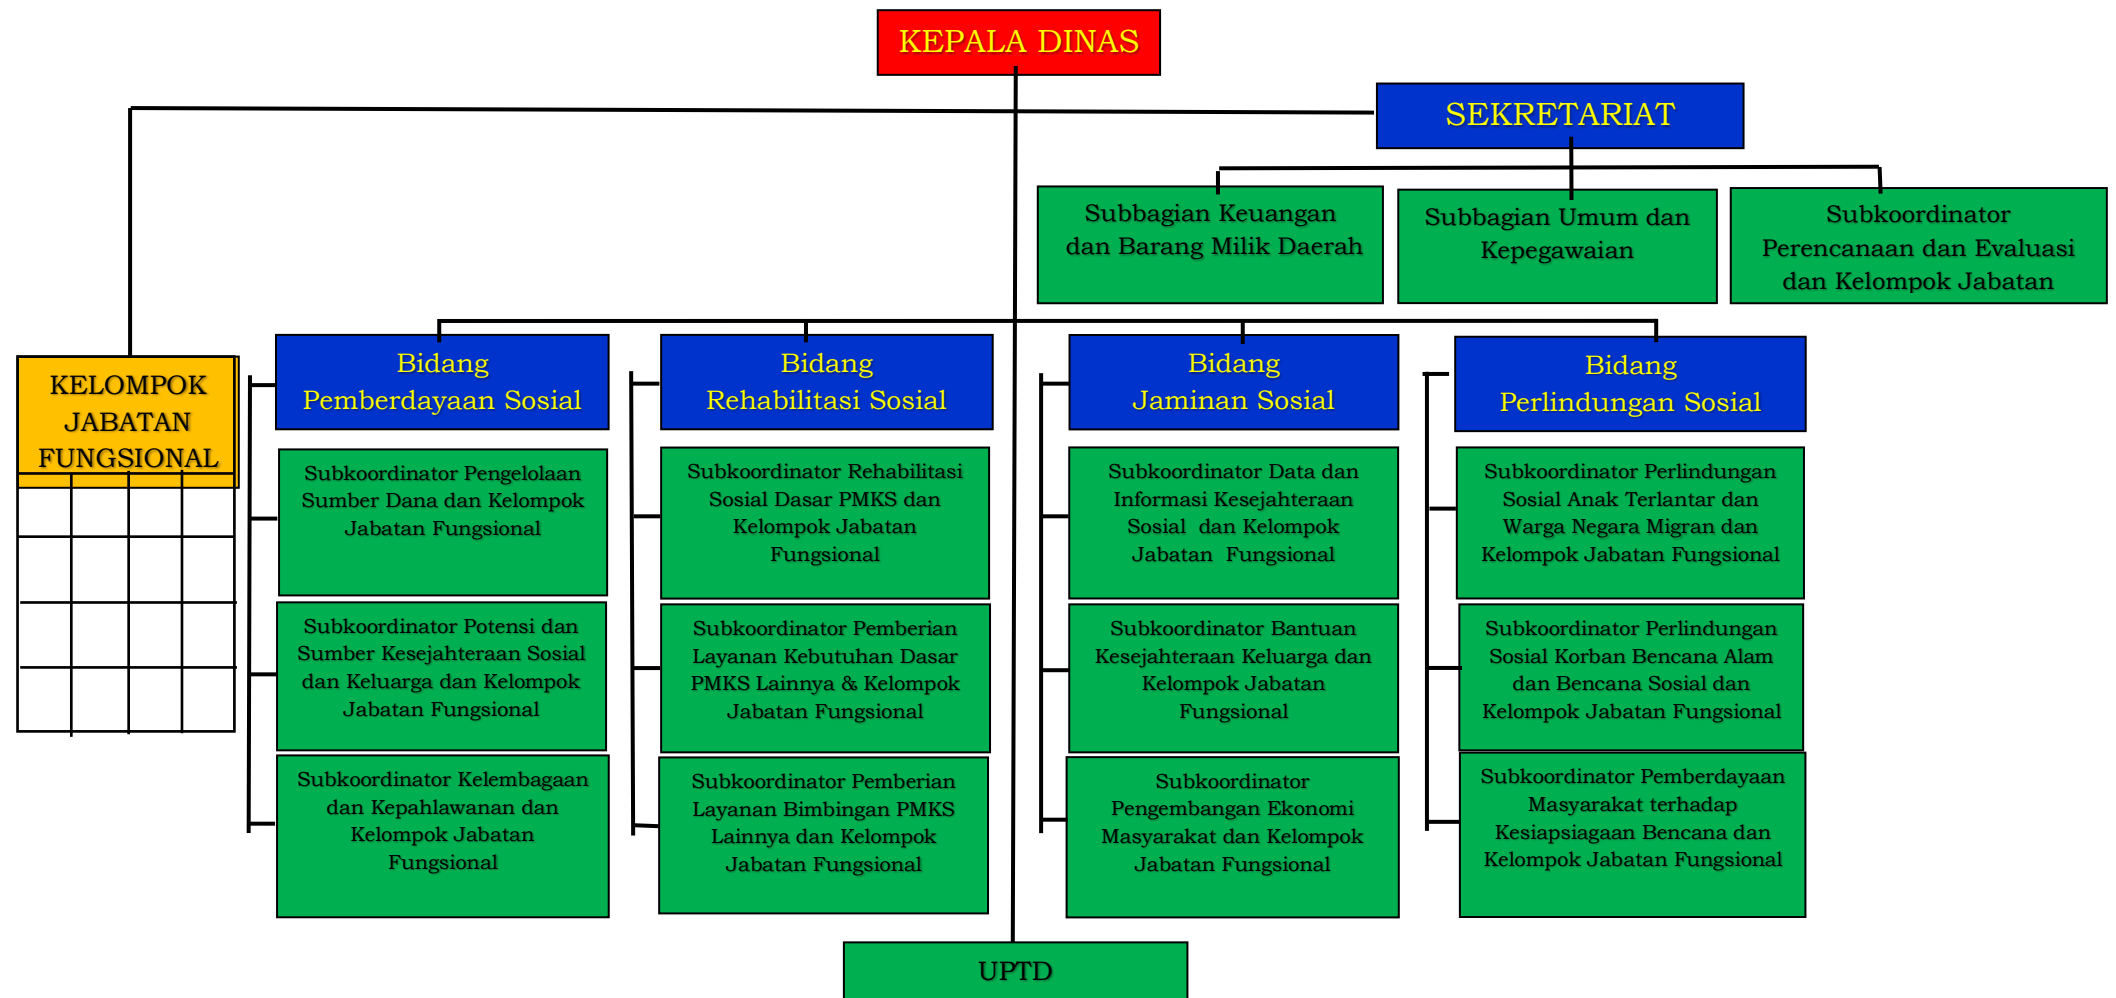 KEPALA DINAS
SEKRETARIAT
Subbagian Keuangan
dan Barang Milik Daerah
Subbagian Umum dan
Kepegawaian
Subkoordinator
Perencanaan dan Evaluasi
dan Kelompok Jabatan
KELOMPOK
JABATAN
FUNGSIONAL
Bidang
Pemberdayaan Sosial
Subkoordinator Pengelolaan
Sumber Dana dan Kelompok
Jabatan Fungsional
Subkoordinator Potensi dan
Sumber Kesejahteraan Sosial
dan Keluarga dan Kelompok
Jabatan Fungsional
Subkoordinator Kelembagaan
dan Kepahlawanan dan
Kelompok Jabatan
Fungsional
Bidang
Rehabilitasi Sosial
Subkoordinator Rehabilitasi
Sosial Dasar PMKS dan
Kelompok Jabatan
Fungsional
Subkoordinator Pemberian
Layanan Kebutuhan Dasar
PMKS Lainnya & Kelompok
Jabatan Fungsional
Subkoordinator Pemberian
Layanan Bimbingan PMKS
Lainnya dan Kelompok
Jabatan Fungsional
Bidang
Jaminan Sosial
Subkoordinator Data dan
Informasi Kesejahteraan
Sosial  dan Kelompok
Jabatan  Fungsional
Subkoordinator Bantuan
Kesejahteraan Keluarga dan
Kelompok Jabatan
Fungsional
Subkoordinator
Pengembangan Ekonomi
Masyarakat dan Kelompok
Jabatan Fungsional
Bidang
Perlindungan Sosial
Subkoordinator Perlindungan
Sosial Anak Terlantar dan
Warga Negara Migran dan
Kelompok Jabatan Fungsional
Subkoordinator Perlindungan
Sosial Korban Bencana Alam
dan Bencana Sosial dan
Kelompok Jabatan Fungsional
Subkoordinator Pemberdayaan
Masyarakat terhadap
Kesiapsiagaan Bencana dan
Kelompok Jabatan Fungsional
UPTD